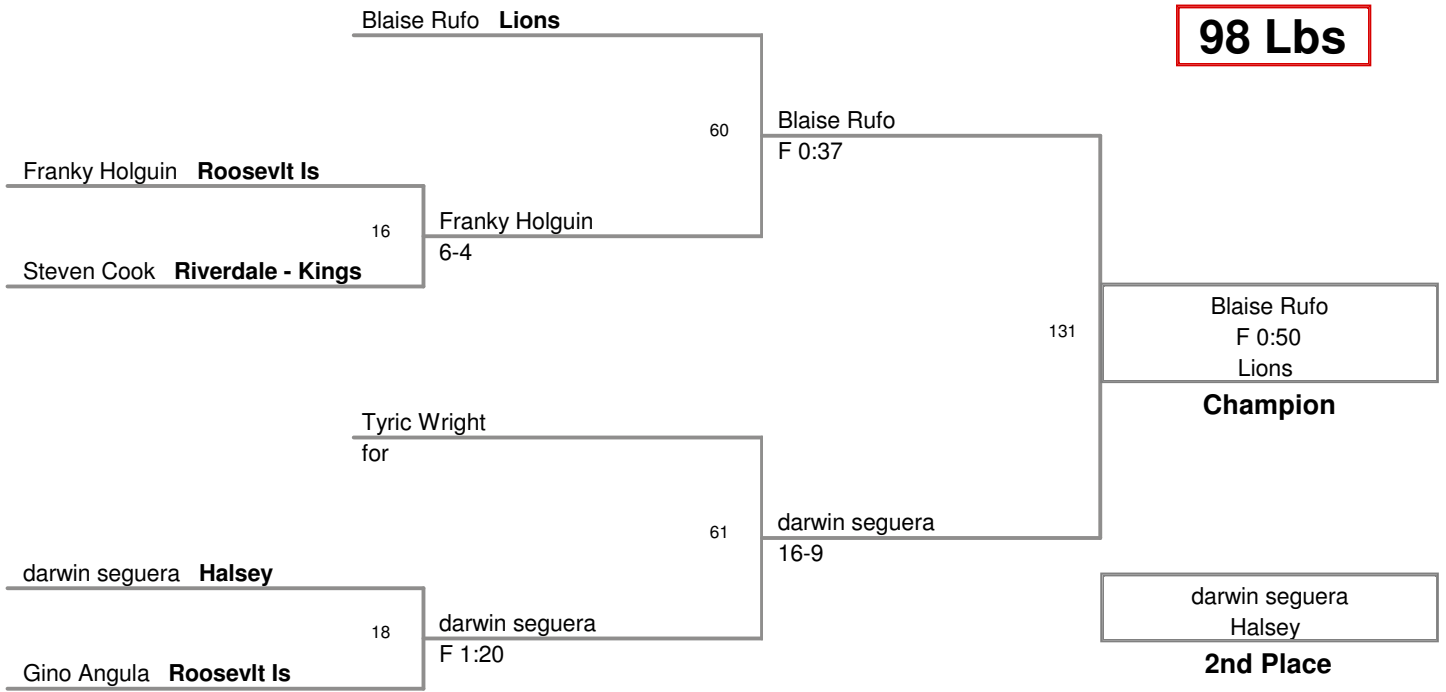 Blaise Rufo Lions
98 Lbs
60
Blaise Rufo
F 0:37
Franky Holguin Roosevlt Is
16
Franky Holguin
6-4
Steven Cook Riverdale - Kings
131
Blaise Rufo
F 0:50
Lions
Champion
Tyric Wright
for
61
darwin seguera
16-9
darwin seguera Halsey
18
darwin seguera
F 1:20
Gino Angula Roosevlt Is
darwin seguera
Halsey
2nd Place